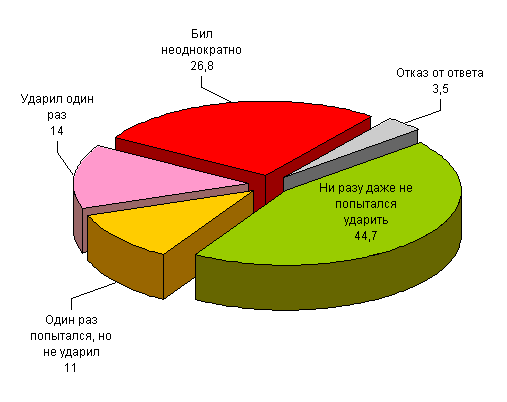 Бил
неоднократно
26,8
Отказ от ответа
3,5
Ударил один
раз
14
Ни разу даже не
попытался
ударить
44,7
Один раз
попытался, но
не ударил
11